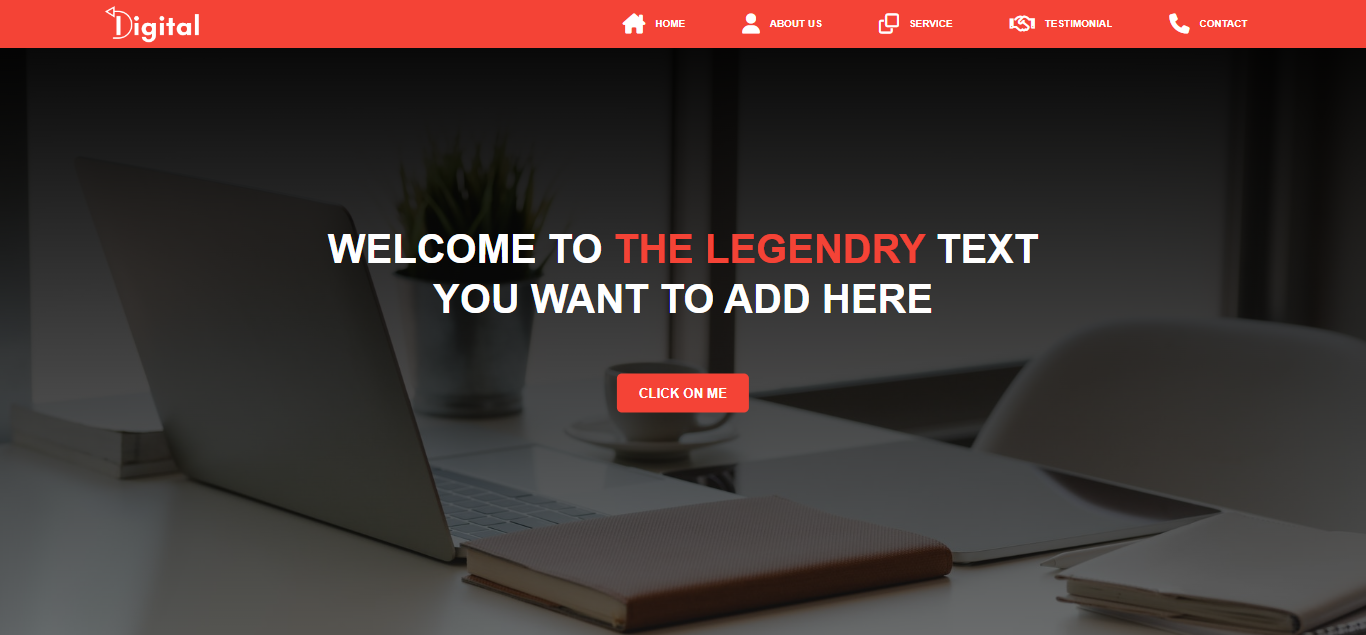 Digital HOME ABOUT US SERVICE TESTIMONIAL CONTACT
WELCOME TO THE LEGENDRY TEXT
YOU WANT TO ADD HERE
CLICK ON ME